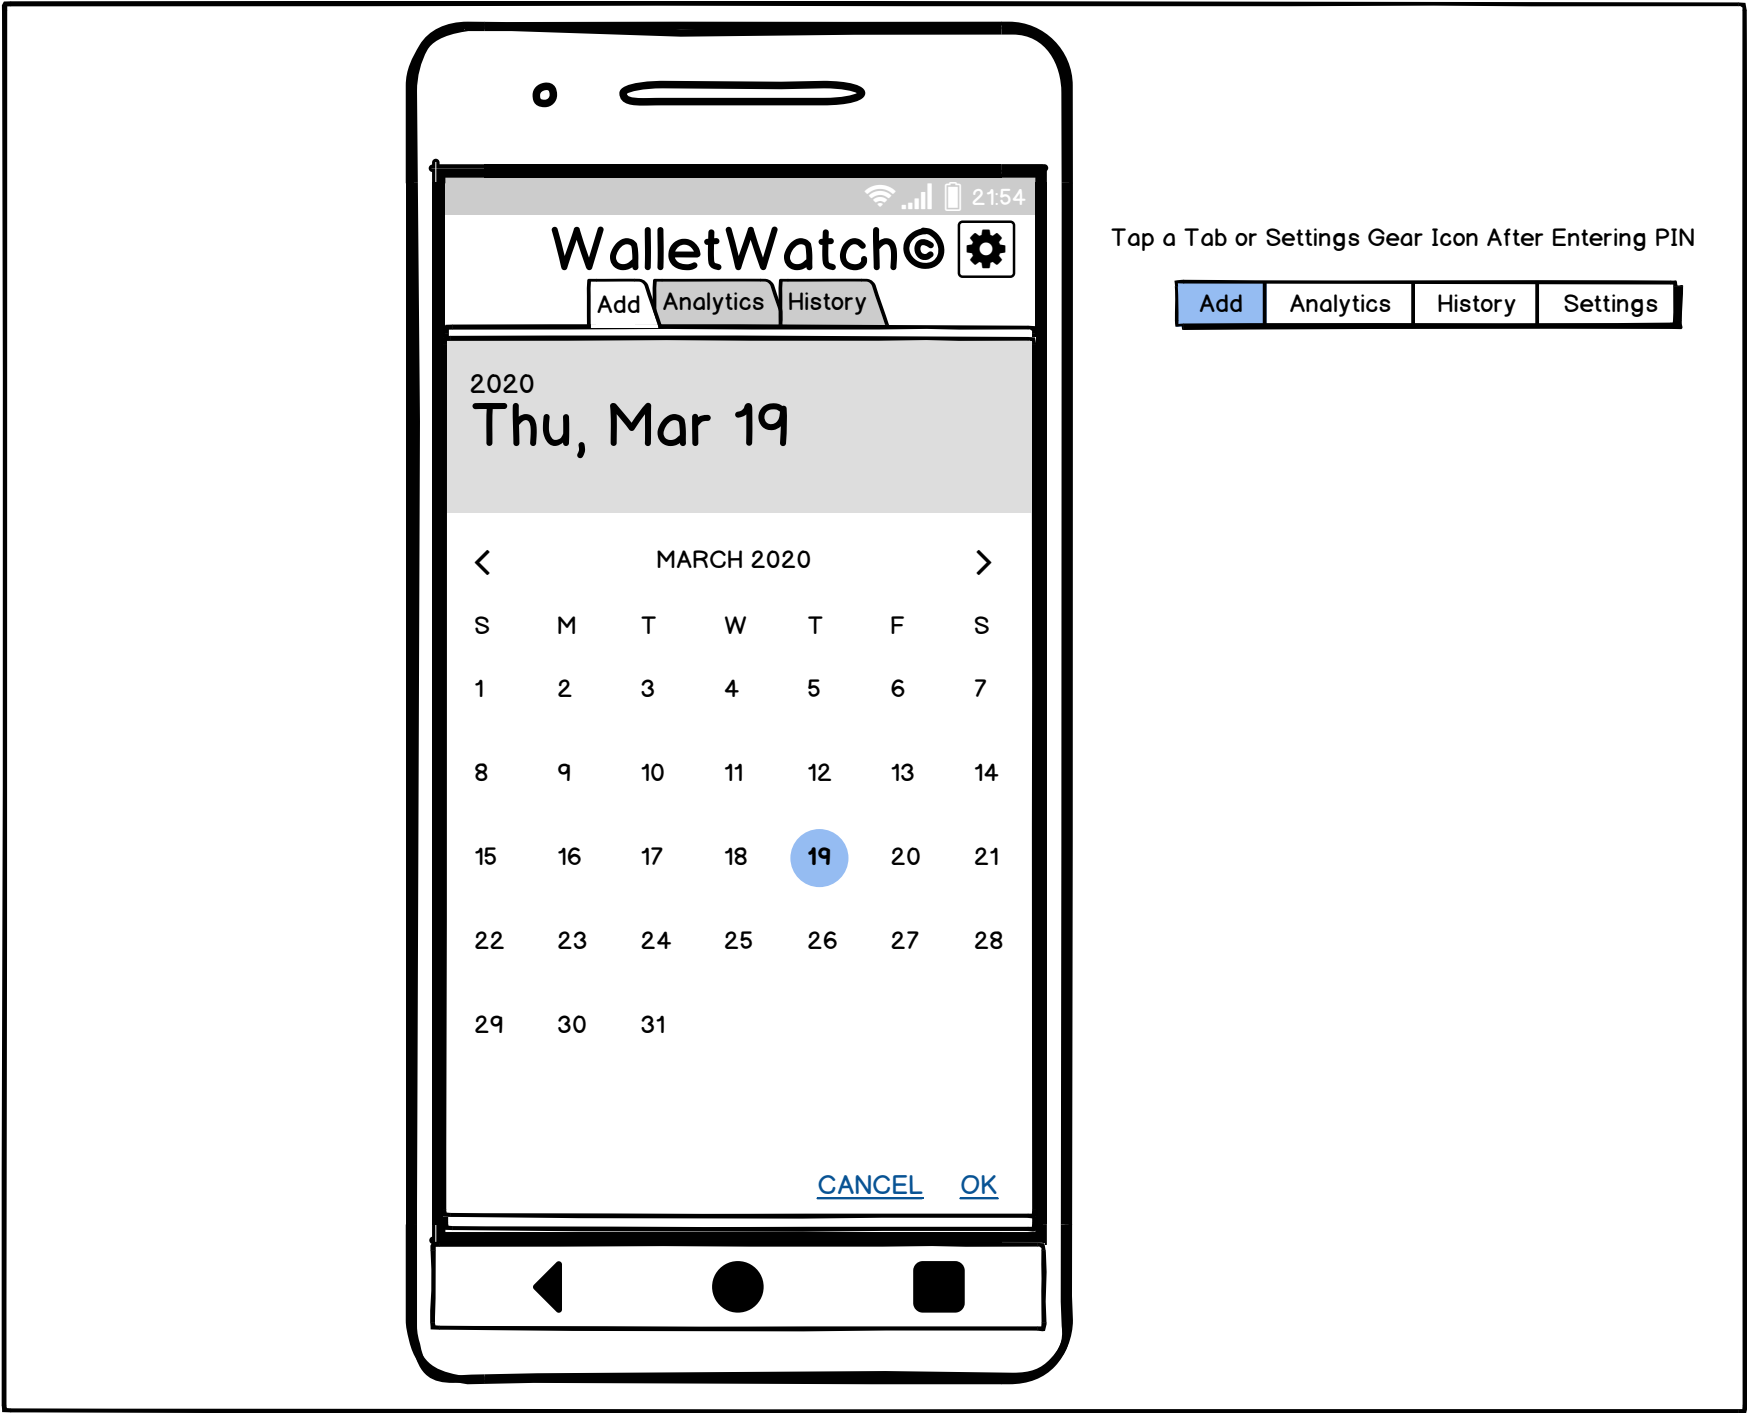 21:54
WalletWatch©
Add Analytics History
2020
Thu, Mar 19
MARCH 2020
S M T W T F S
1 2 3 4 5 6 7
8 9 10 11 12 13 14
15 16 17 18 19 20 21
22 23 24 25 26 27 28
29 30 31
CANCEL OK
Tap a Tab or Settings Gear Icon After Entering PIN
Add Analytics History Settings